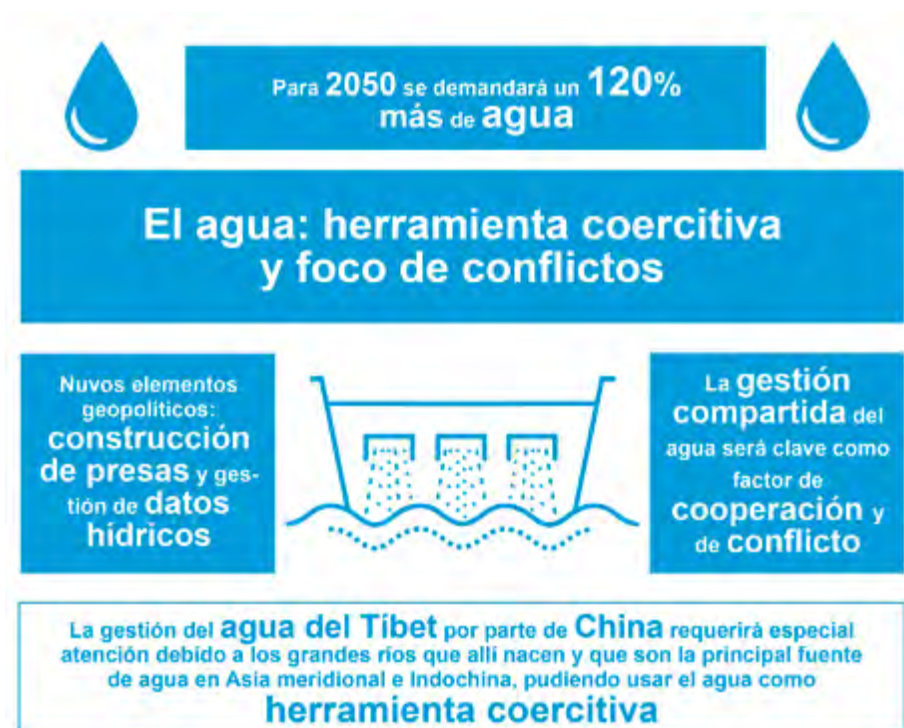 Para 2050 se demandará un 120%
más de agua
El agua: herramienta coercitiva
y foco de conflictos
Nuvos elementos
geopolíticos:
construcción
de presas y ges-
tión de datos
hídricos
La gestión
compartida del
agua será clave como
factor de
cooperación y
de conflicto
La gestión del agua del Tíbet por parte de China requerirá especial
atención debido a los grandes ríos que allí nacen y que son la principal fuente
de agua en Asia meridional e Indochina, pudiendo usar el agua como
herramienta coercitiva